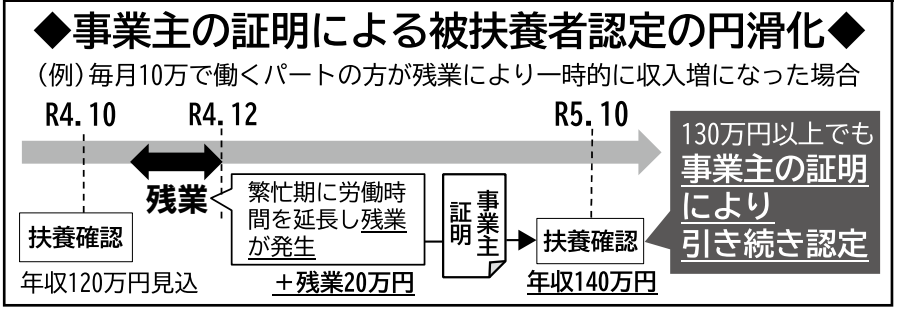 ◆事業主の証明による被扶養者認定の円滑化◆
（例）毎月10万で働くパートの方が残業により一時的に収入増になった場合
R4.10
R4.12
R5.10
残業
繁忙期に労働時
間を延長し残業
が発生
事業主
証明
扶養確認
扶養確認
年収120万円見込
＋残業20万円
年収140万円
130万円以上でも
事業主の証明
により
引き続き認定